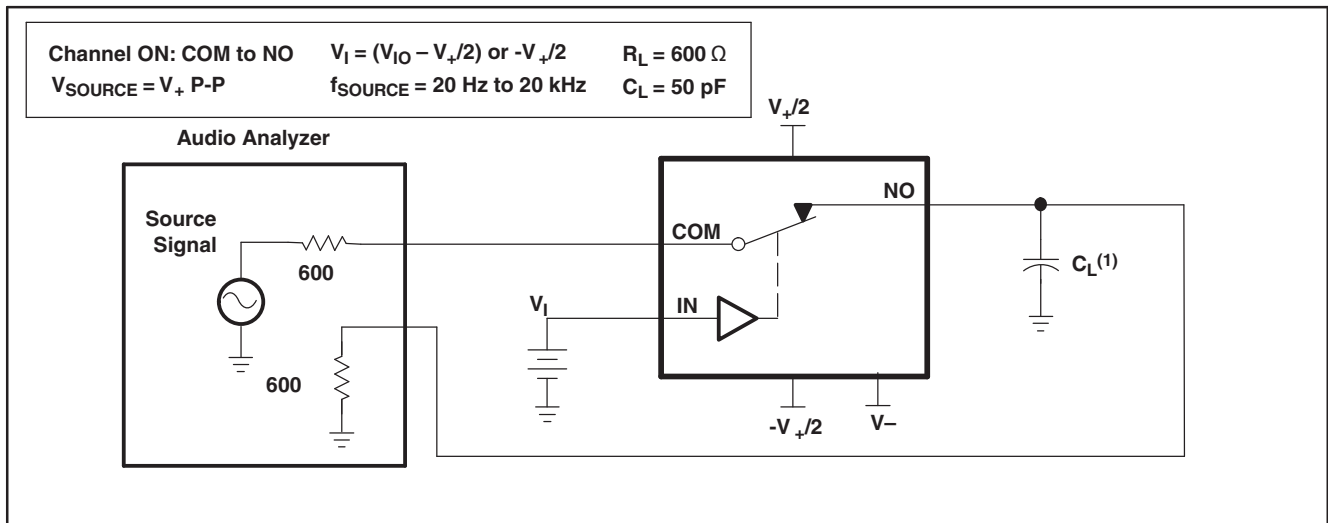 Channel ON: COM to NO V_I = (V_IO – V_+/2) or -V_+/2 R_L = 600 Ω
V_SOURCE = V_+ P-P f_SOURCE = 20 Hz to 20 kHz C_L = 50 pF
Audio Analyzer
V_+/2
NO
Source
Signal
COM
600
C_L(1)
V_I
IN
600
-V_+/2
V–